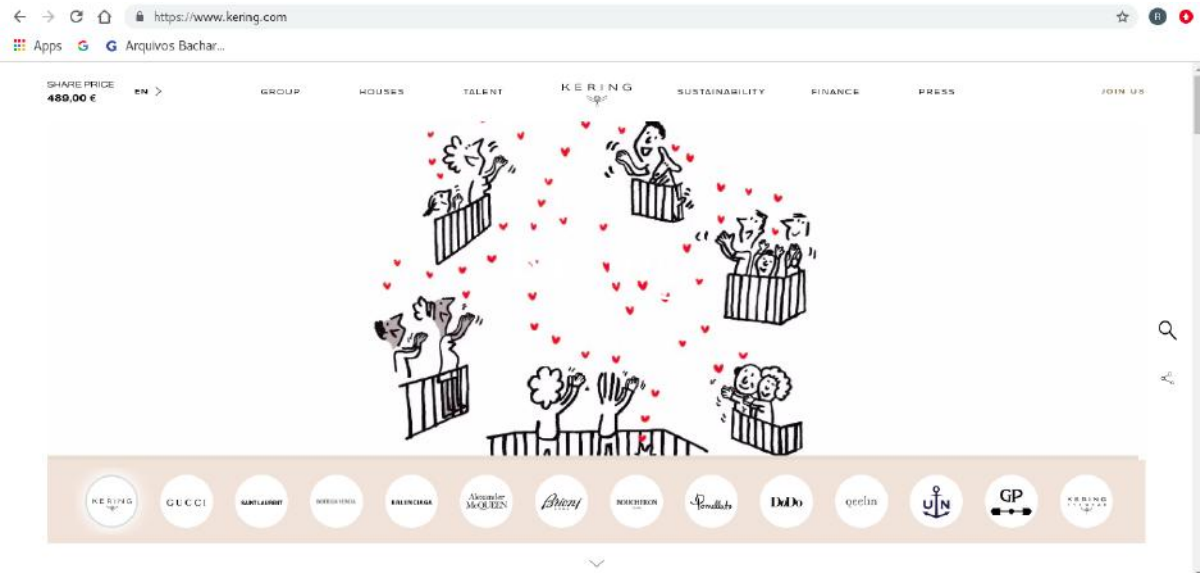 https://www.kering.com
Apps G G Arquivos Bachar...
SHARE PRICE
489,00 €
EN
GROUP HOUSES TALENT KERING SUSTAINABILITY FINANCE PRESS JOIN US
KERING
GUCCI
SAINT LAURENT
BOTTEGA VENETA
BALENCIAGA
Alexander
McQUEEN
Brioni
BOUCHERON
Pomellato
DoDo
qeelin
UN
GP
KERING